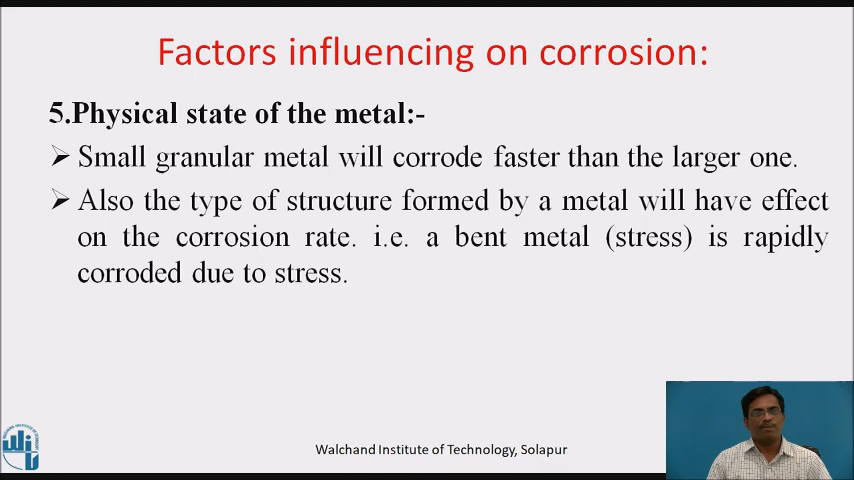 Factors influencing on corrosion:
5.Physical state of the metal:-
➢ Small granular metal will corrode faster than the larger one.
➢ Also the type of structure formed by a metal will have effect
on the corrosion rate. i.e. a bent metal (stress) is rapidly
corroded due to stress.
Walchand Institute of Technology, Solapur